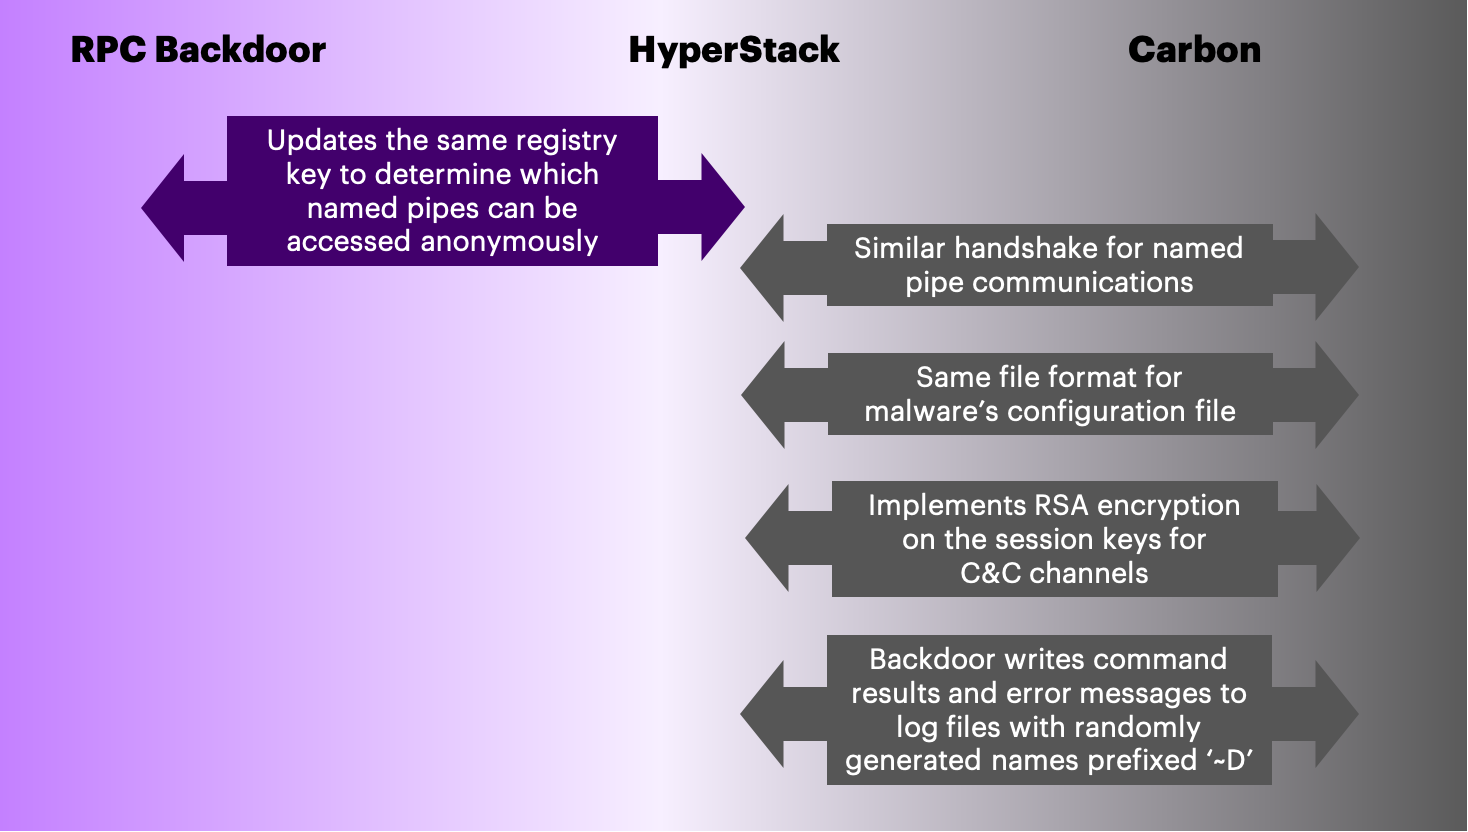 RPC Backdoor
HyperStack
Carbon
Updates the same registry
key to determine which
named pipes can be
accessed anonymously
Similar handshake for named
pipe communications
Same file format for
malware’s configuration file
Implements RSA encryption
on the session keys for
C&C channels
Backdoor writes command
results and error messages to
log files with randomly
generated names prefixed ‘~D’